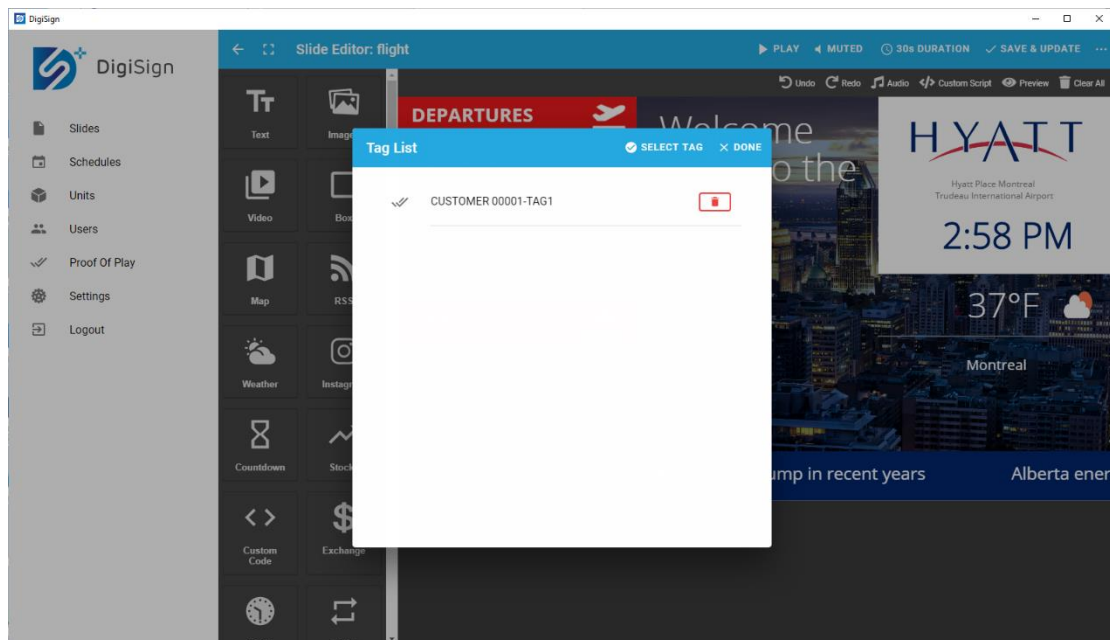 DigiSign
DigiSign
Slides
Schedules
Units
Users
Proof Of Play
Settings
Logout
Slide Editor: flight
PLAY
MUTED
30s DURATION
SAVE & UPDATE
Undo
Redo
Audio
Custom Script
Preview
Clear All
Text
Image
Video
Box
Map
RSS
Weather
Instagr
Countdown
Stock
Custom
Code
Exchange
Tag List
SELECT TAG
DONE
CUSTOMER 00001-TAG1
DEPARTURES
Welcome
to the
HYATT
Hyatt Place Montreal
Trudeau International Airport
2:58 PM
37°F
Montreal
ump in recent years
Alberta ener